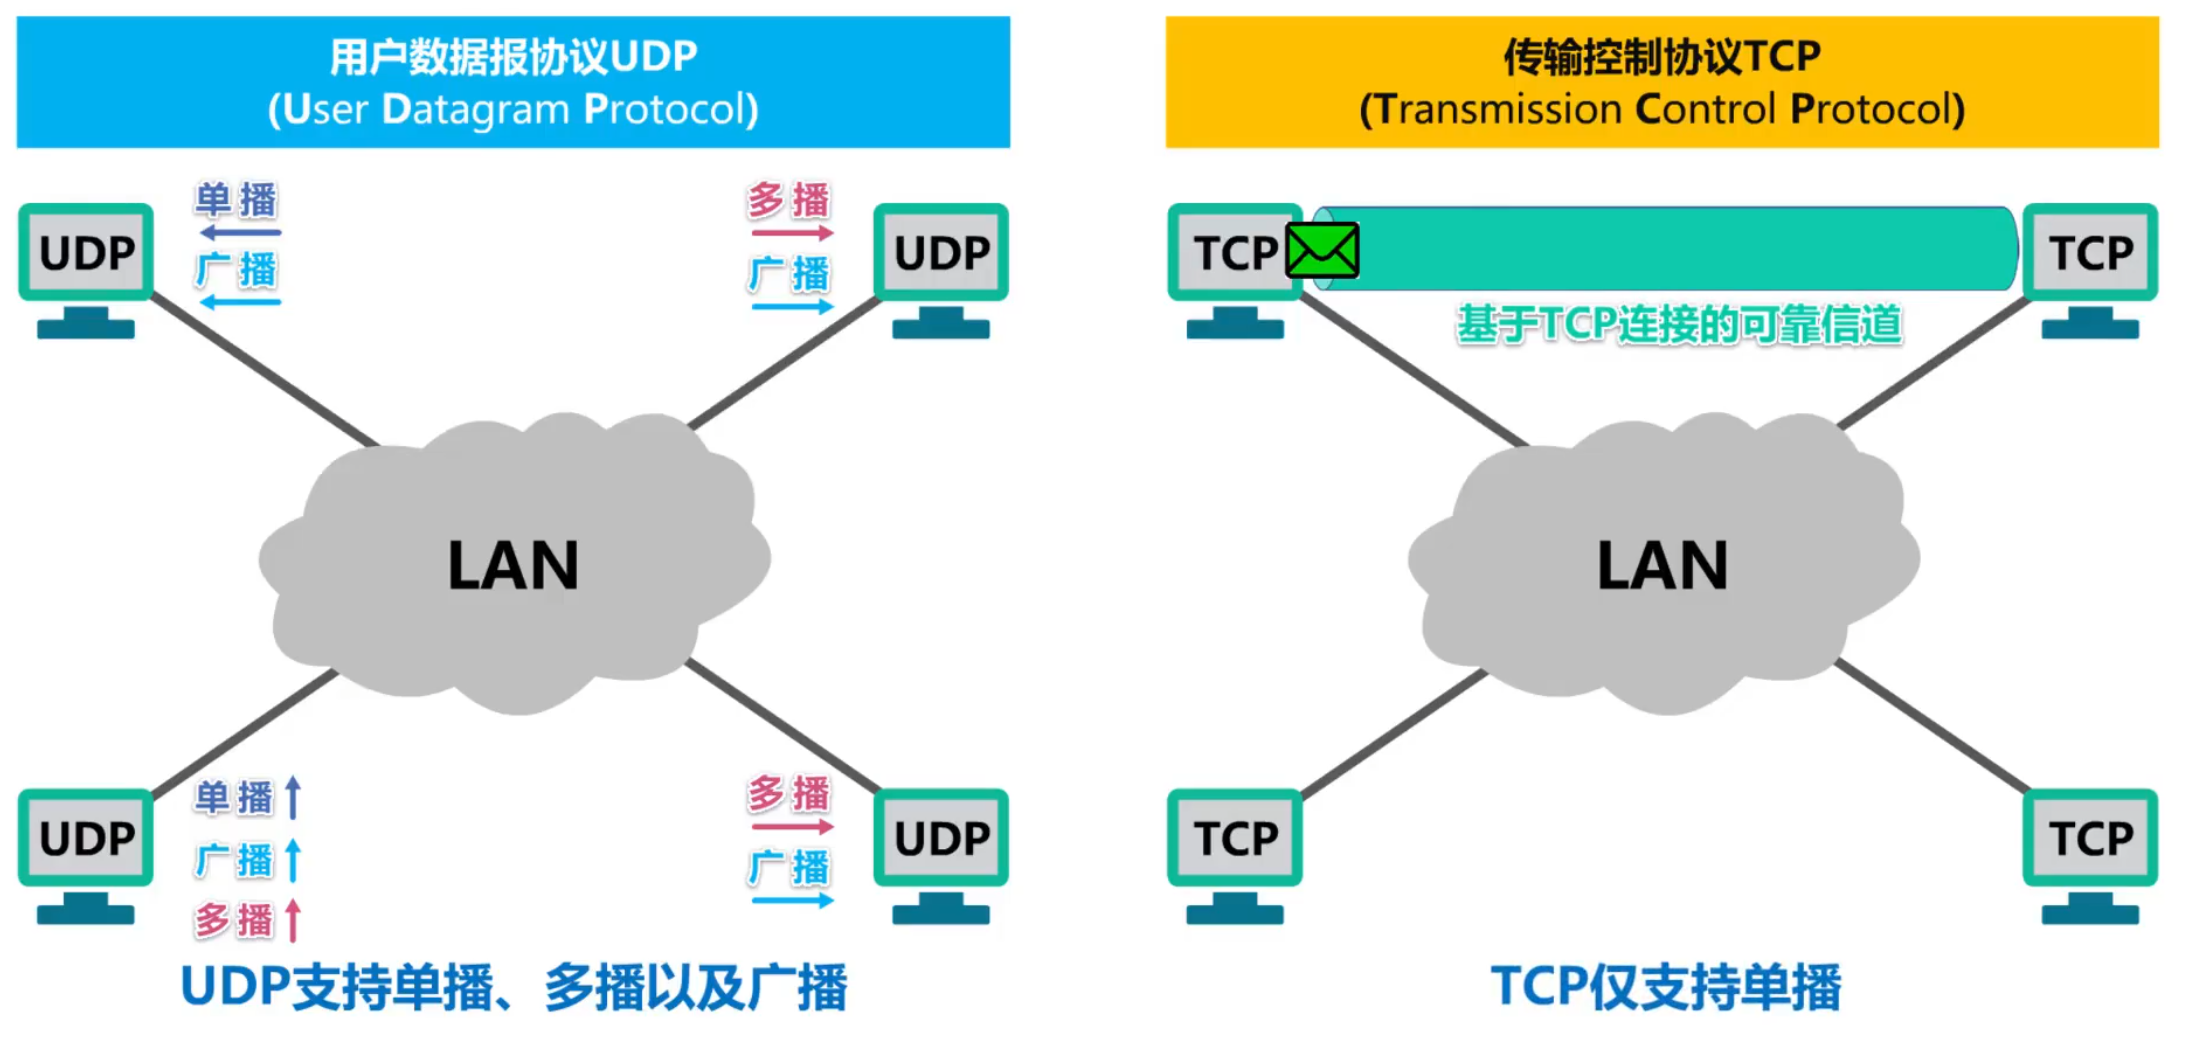 用户数据报协议UDP
(User Datagram Protocol)
单播
广播
多播
广播
UDP
UDP
LAN
UDP
单播
广播
多播
多播
广播
UDP
UDP支持单播、多播以及广播
传输控制协议TCP
(Transmission Control Protocol)
TCP
TCP
基于TCP连接的可靠信道
LAN
TCP
TCP
TCP仅支持单播